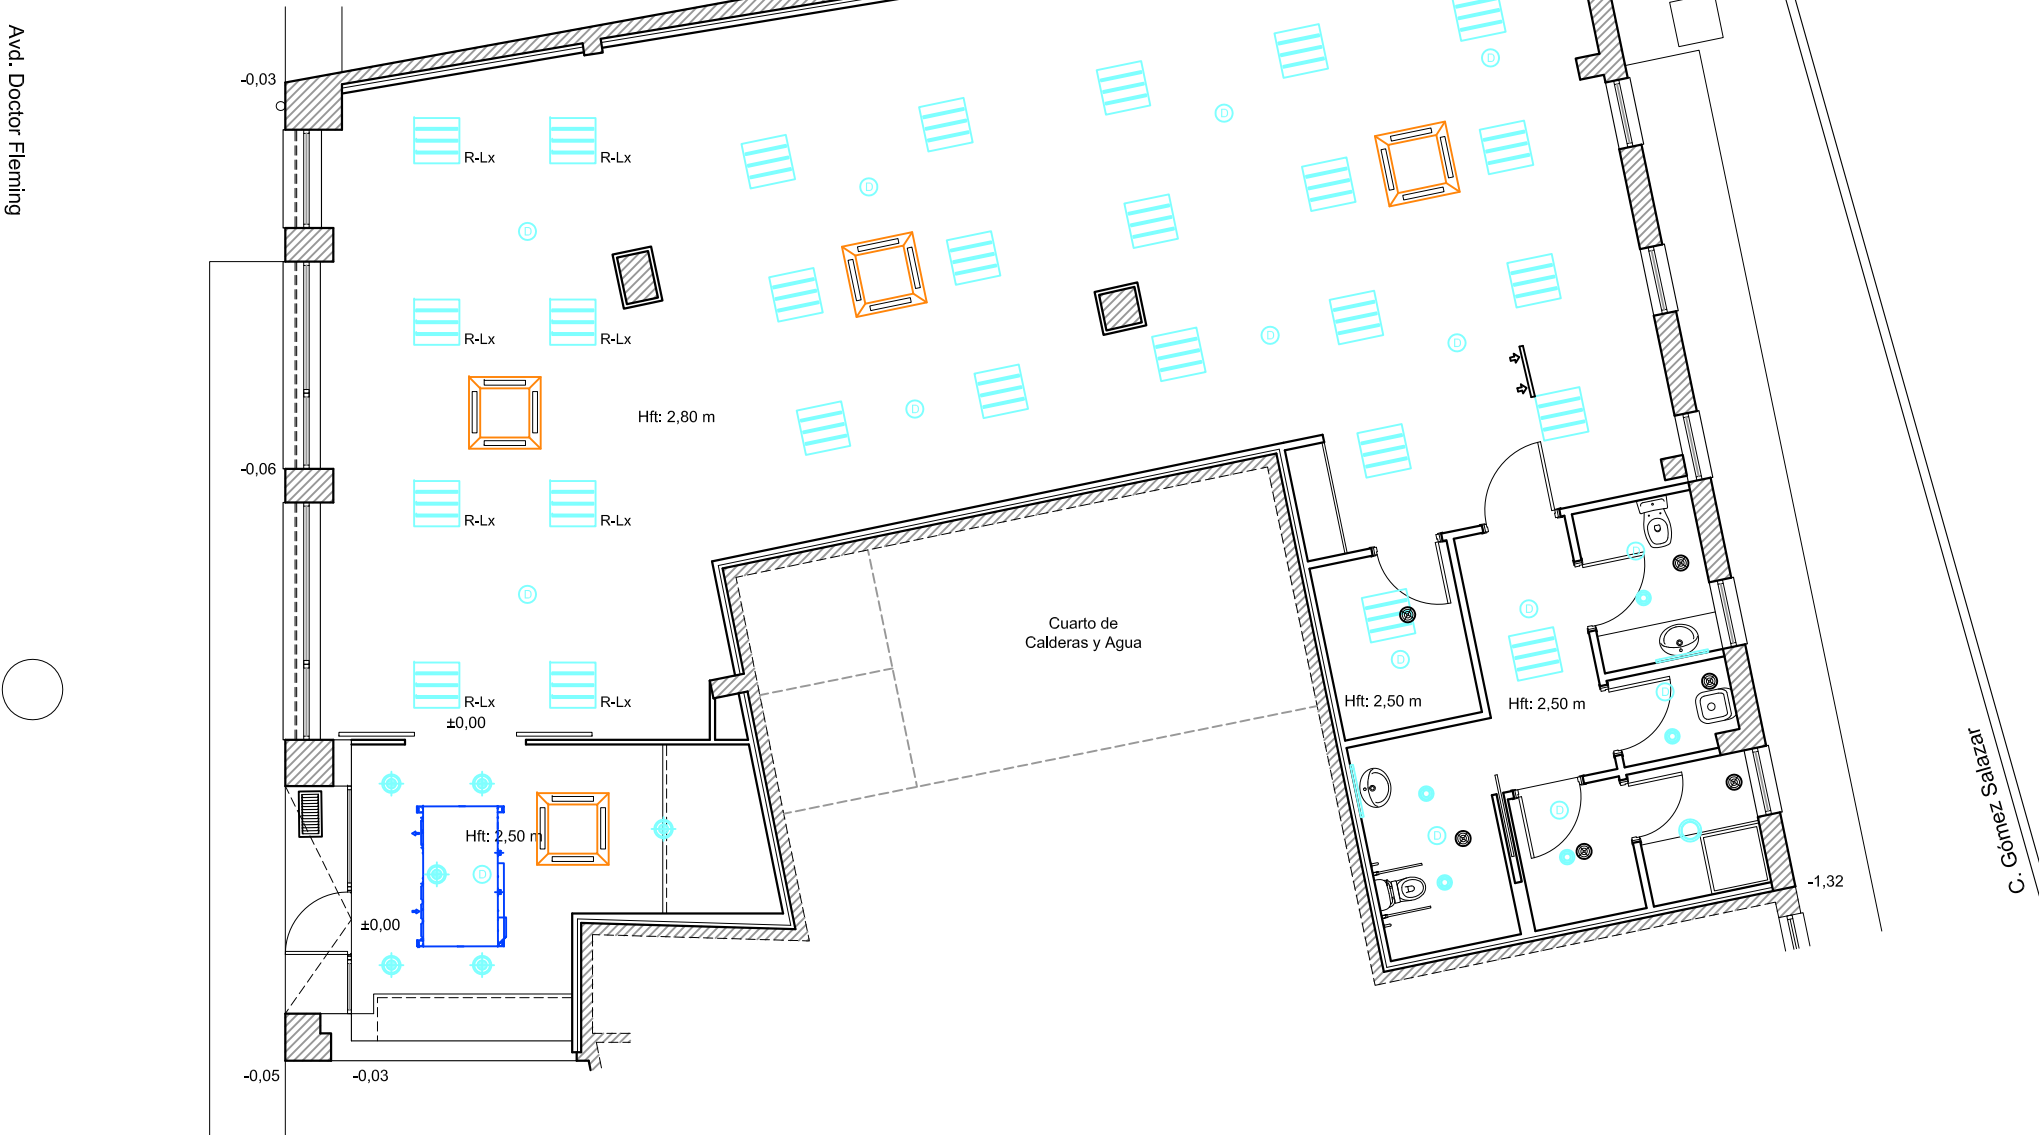 Avd. Doctor Fleming
-0,03
R-Lx
R-Lx
D
D
D
D
R-Lx
R-Lx
D
D
D
Hft: 2,80 m
-0,06
R-Lx
R-Lx
D
D
D
Cuarto de
Calderas y Agua
D
D
R-Lx
R-Lx
±0,00
Hft: 2,50 m
Hft: 2,50 m
C. Gómez Salazar
Hft: 2,50 m
D
D
D
-1,32
±0,00
-0,05
-0,03